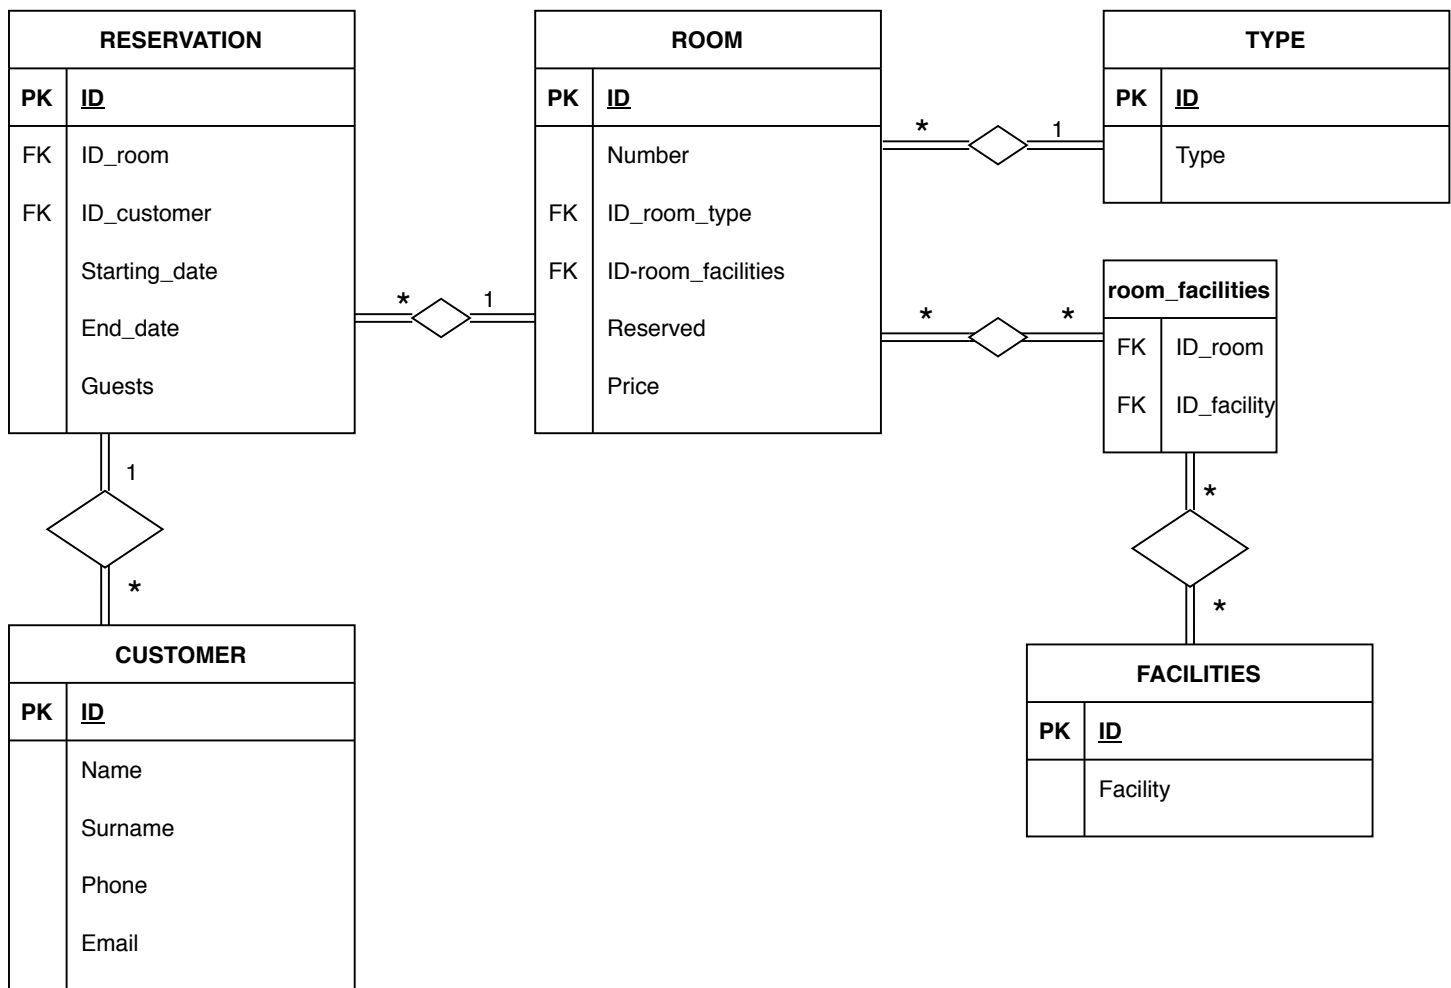 RESERVATION
PK ID
FK ID_room
FK ID_customer
Starting_date
End_date
Guests
* 1
ROOM
PK ID
Number
FK ID_room_type
FK ID-room_facilities
Reserved
Price
* 1
TYPE
PK ID
Type
* *
room_facilities
FK ID_room
FK ID_facility
1
*
CUSTOMER
PK ID
Name
Surname
Phone
Email
*
*
FACILITIES
PK ID
Facility